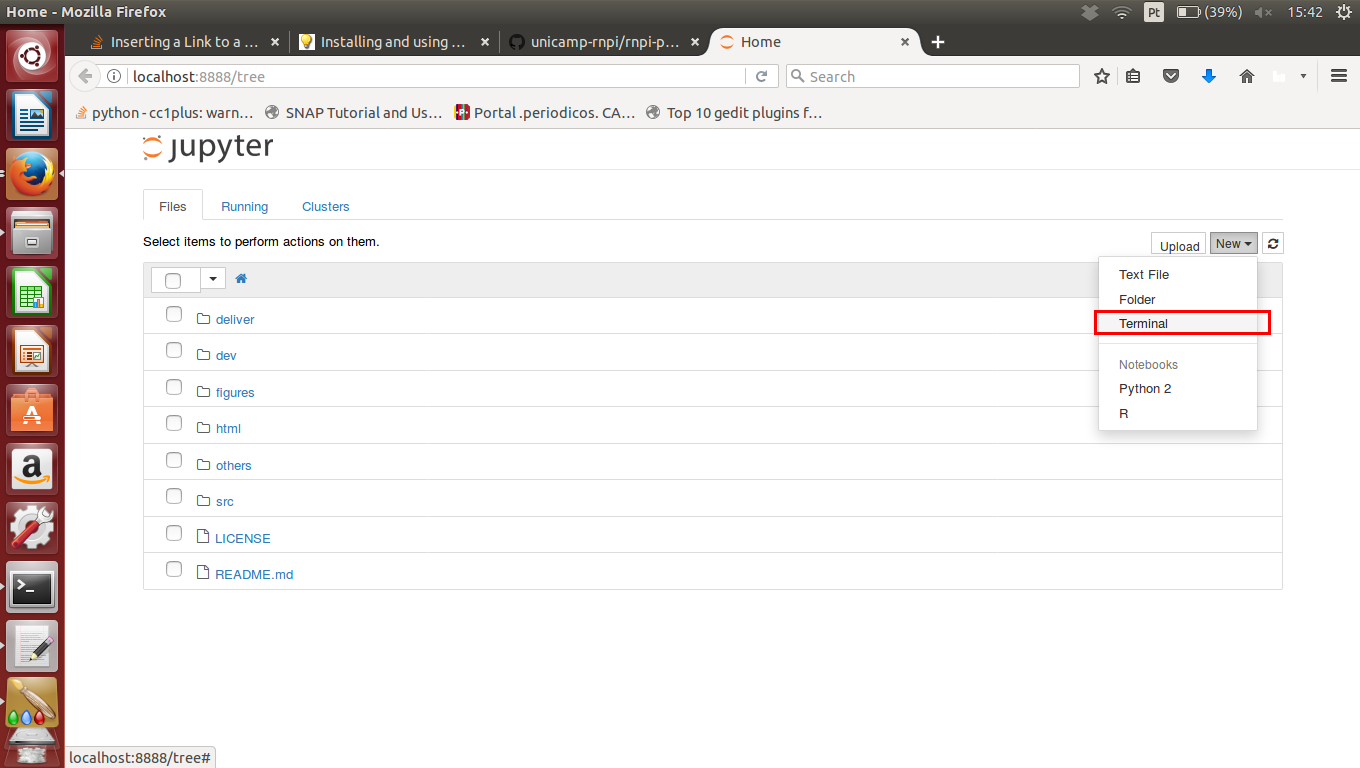 Home - Mozilla Firefox
Pt
(39%)
15:42
Inserting a Link to a ...
Installing and using ...
unicamp-rnpi/rnpi-p...
Home
localhost:8888/tree
Search
python - cc1plus: warn...
SNAP Tutorial and Us...
Portal .periodicos. CA...
Top 10 gedit plugins f...
jupyter
Files
Running
Clusters
Select items to perform actions on them.
Upload
New
Text File
Folder
Terminal
Notebooks
Python 2
R
deliver
dev
figures
html
others
src
LICENSE
README.md
localhost:8888/tree#